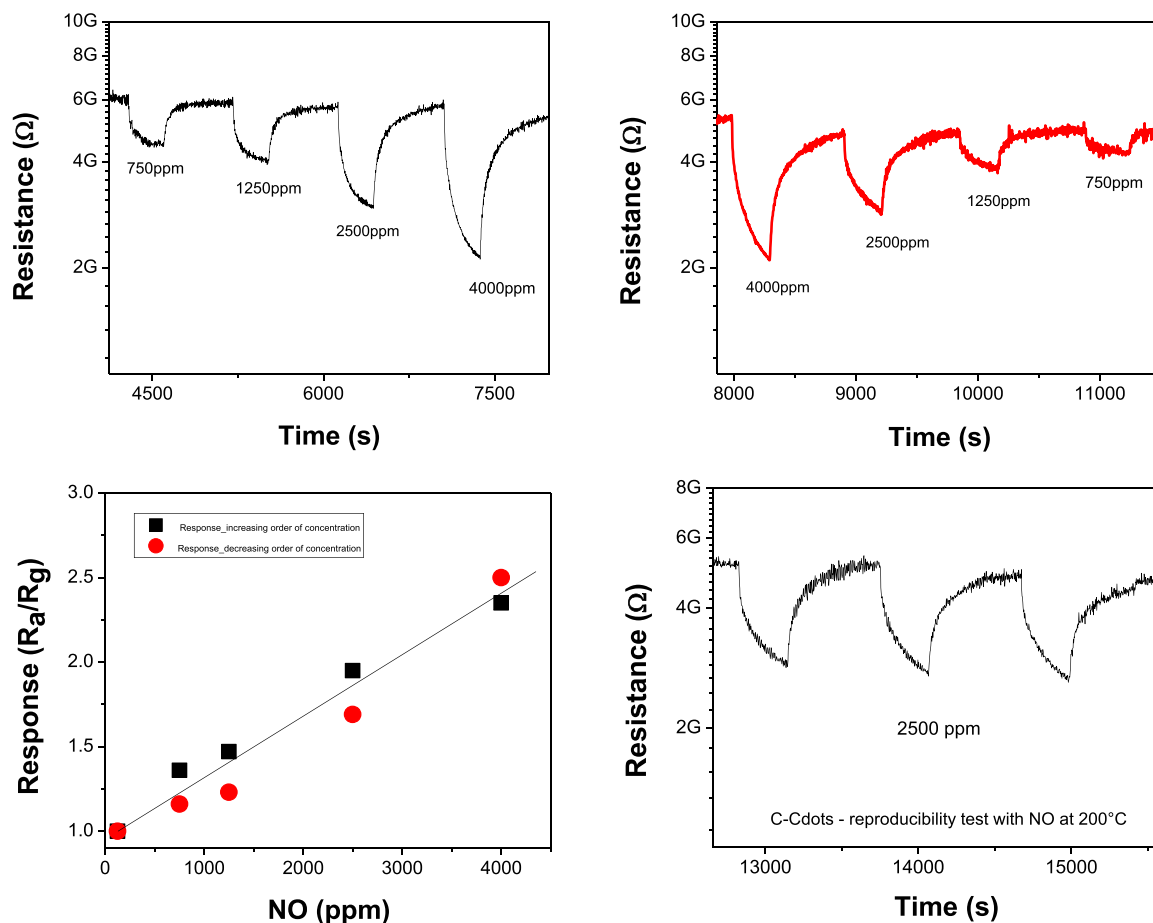 10G
8G
6G
4G
2G
Resistance (Ω)
750ppm
1250ppm
2500ppm
4000ppm
4500
6000
7500
Time (s)
10G
8G
6G
4G
2G
Resistance (Ω)
4000ppm
2500ppm
1250ppm
750ppm
8000
9000
10000
11000
Time (s)
3.0
2.5
2.0
1.5
1.0
Response (Ra/Rg)
Response_increasing order of concentration
Response_decreasing order of concentration
0
1000
2000
3000
4000
NO (ppm)
8G
6G
4G
2G
Resistance (Ω)
2500 ppm
C-Cdots - reproducibility test with NO at 200°C
13000
14000
15000
Time (s)